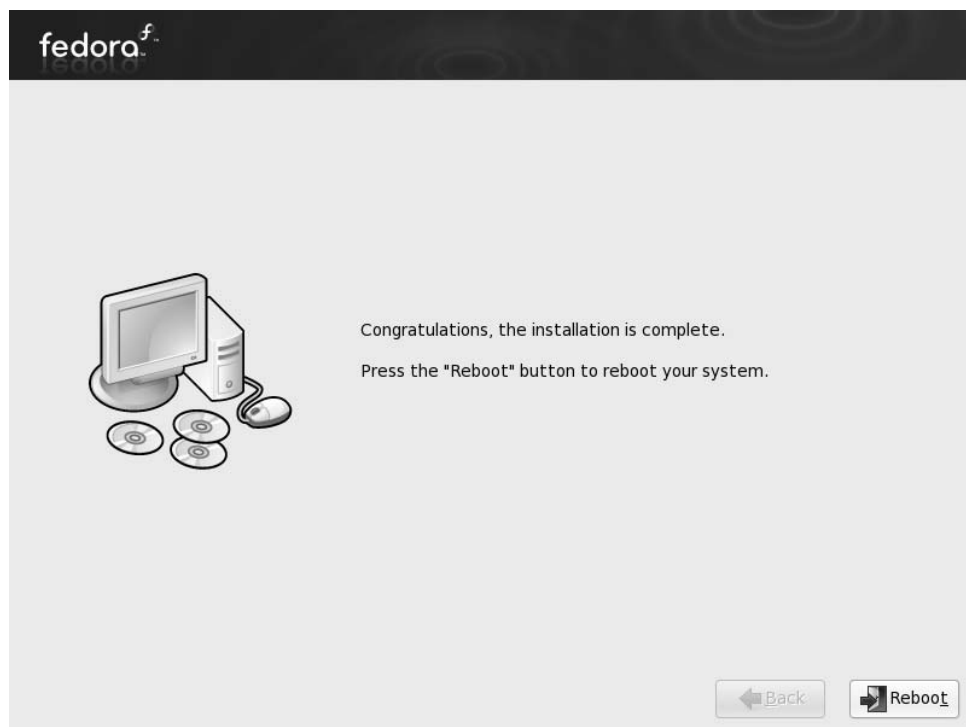 fedora
Congratulations, the installation is complete.
Press the "Reboot" button to reboot your system.
Back
Reboot